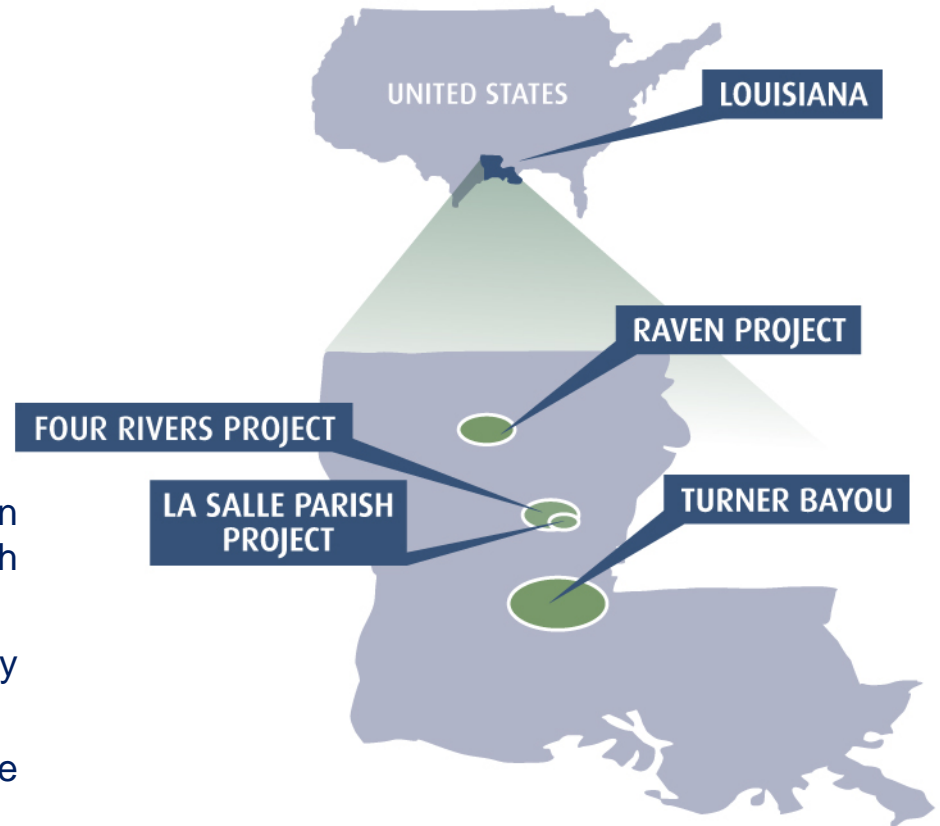 UNITED STATES
LOUISIANA
RAVEN PROJECT
FOUR RIVERS PROJECT
LA SALLE PARISH
PROJECT
TURNER BAYOU
n
h
y
e